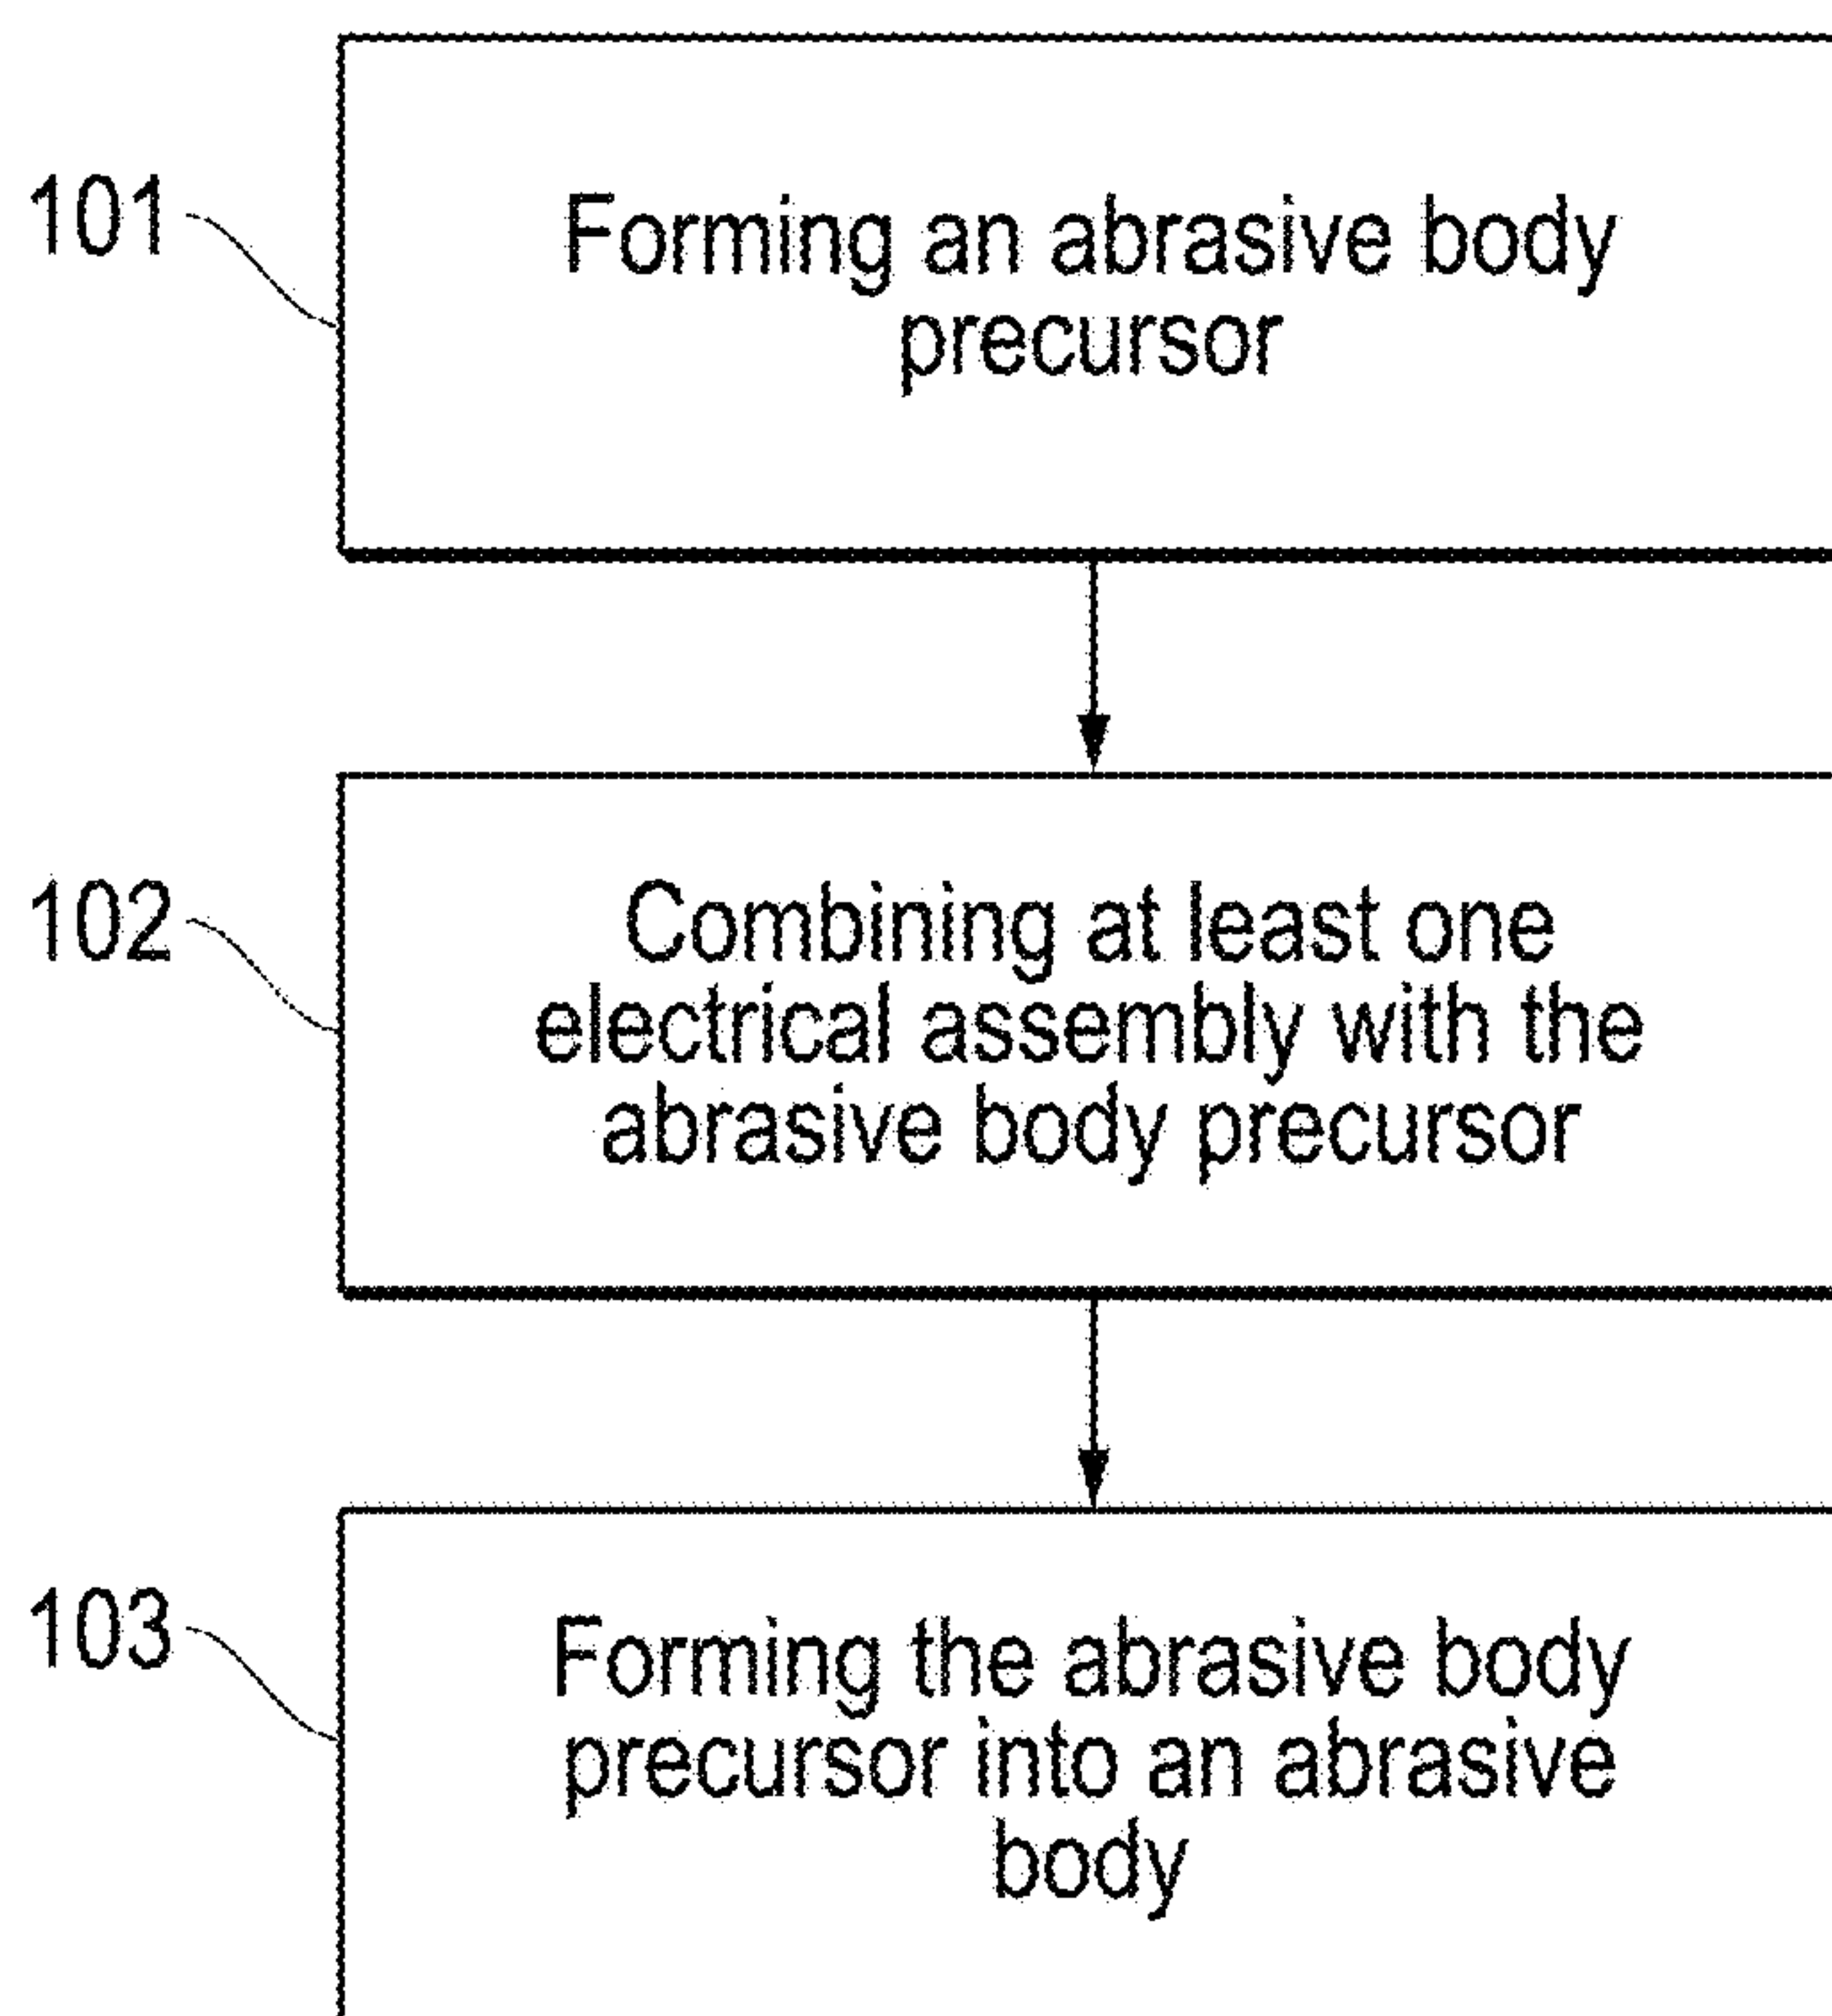 101
Forming an abrasive body
precursor
102
Combining at least one
electrical assembly with the
abrasive body precursor
103
Forming the abrasive body
precursor into an abrasive
body